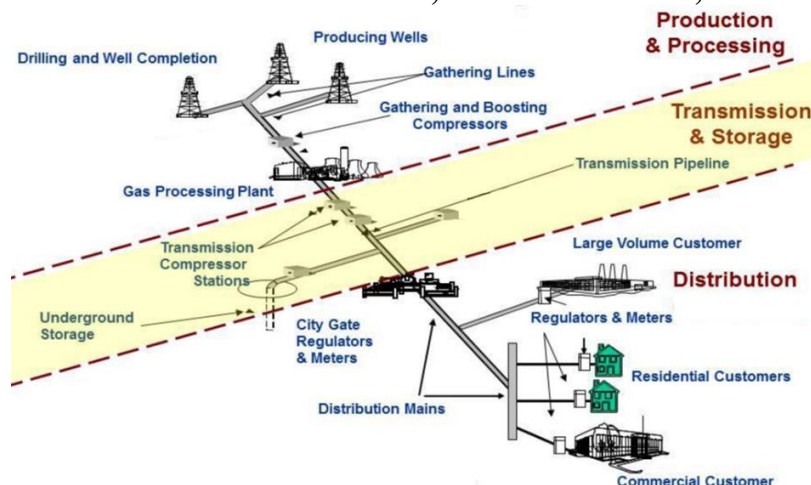 Production
& Processing
Producing Wells
Drilling and Well Completion
Gathering Lines
Gathering and Boosting
Compressors
Transmission
& Storage
Transmission Pipeline
Gas Processing Plant
Transmission
Compressor
Stations
Large Volume Customer
Distribution
Underground
Storage
City Gate
Regulators
& Meters
Regulators & Meters
Residential Customers
Distribution Mains
Commercial Customer